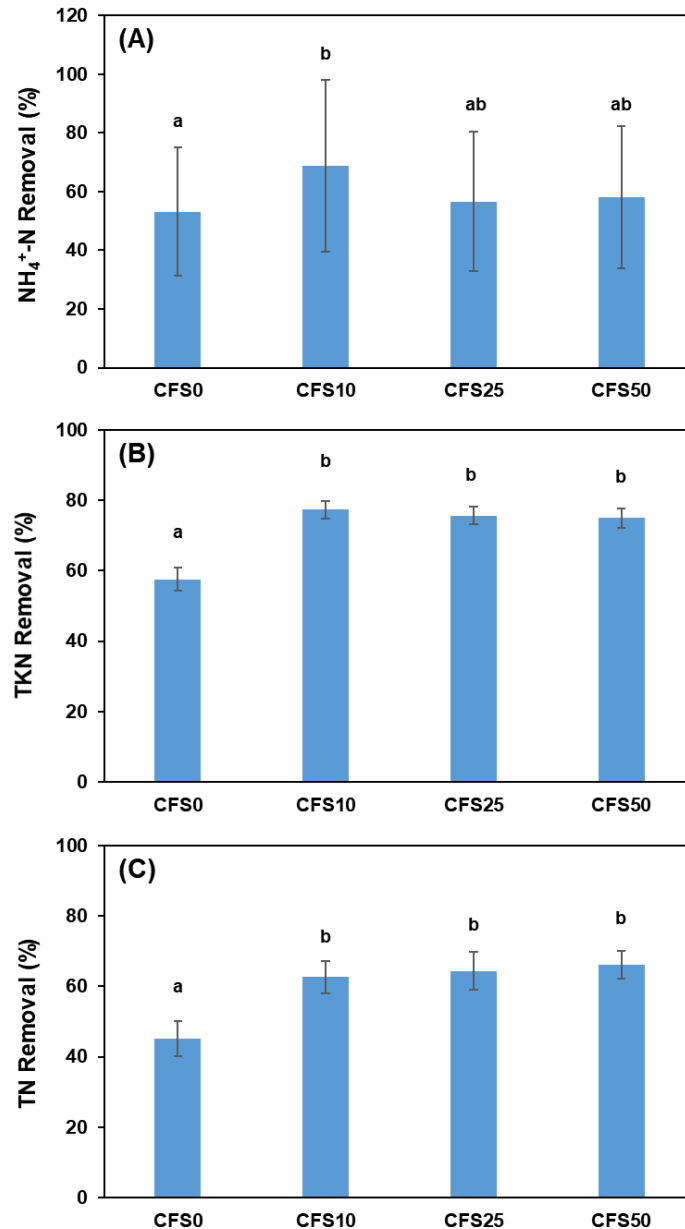 (A)
NH₄⁺-N Removal (%)
120
100
80
60
40
20
0
a
b
ab
ab
CFS0 CFS10 CFS25 CFS50
(B)
TKN Removal (%)
100
80
60
40
20
0
a
b
b
b
CFS0 CFS10 CFS25 CFS50
(C)
TN Removal (%)
100
80
60
40
20
0
a
b
b
b
CFS0 CFS10 CFS25 CFS50